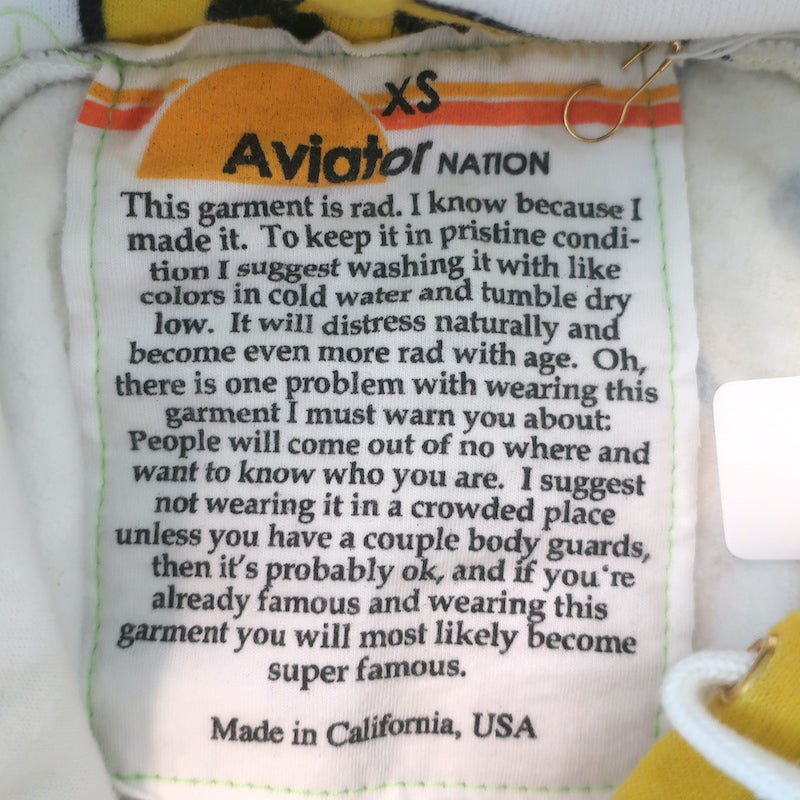 XS
Aviator NATION
This garment is rad. I know because I
made it. To keep it in pristine condi-
tion I suggest washing it with like
colors in cold water and tumble dry
low. It will distress naturally and
become even more rad with age. Oh,
there is one problem with wearing this
garment I must warn you about:
People will come out of no where and
want to know who you are. I suggest
not wearing it in a crowded place
unless you have a couple body guards,
then it's probably ok, and if you're
already famous and wearing this
garment you will most likely become
super famous.
Made in California, USA